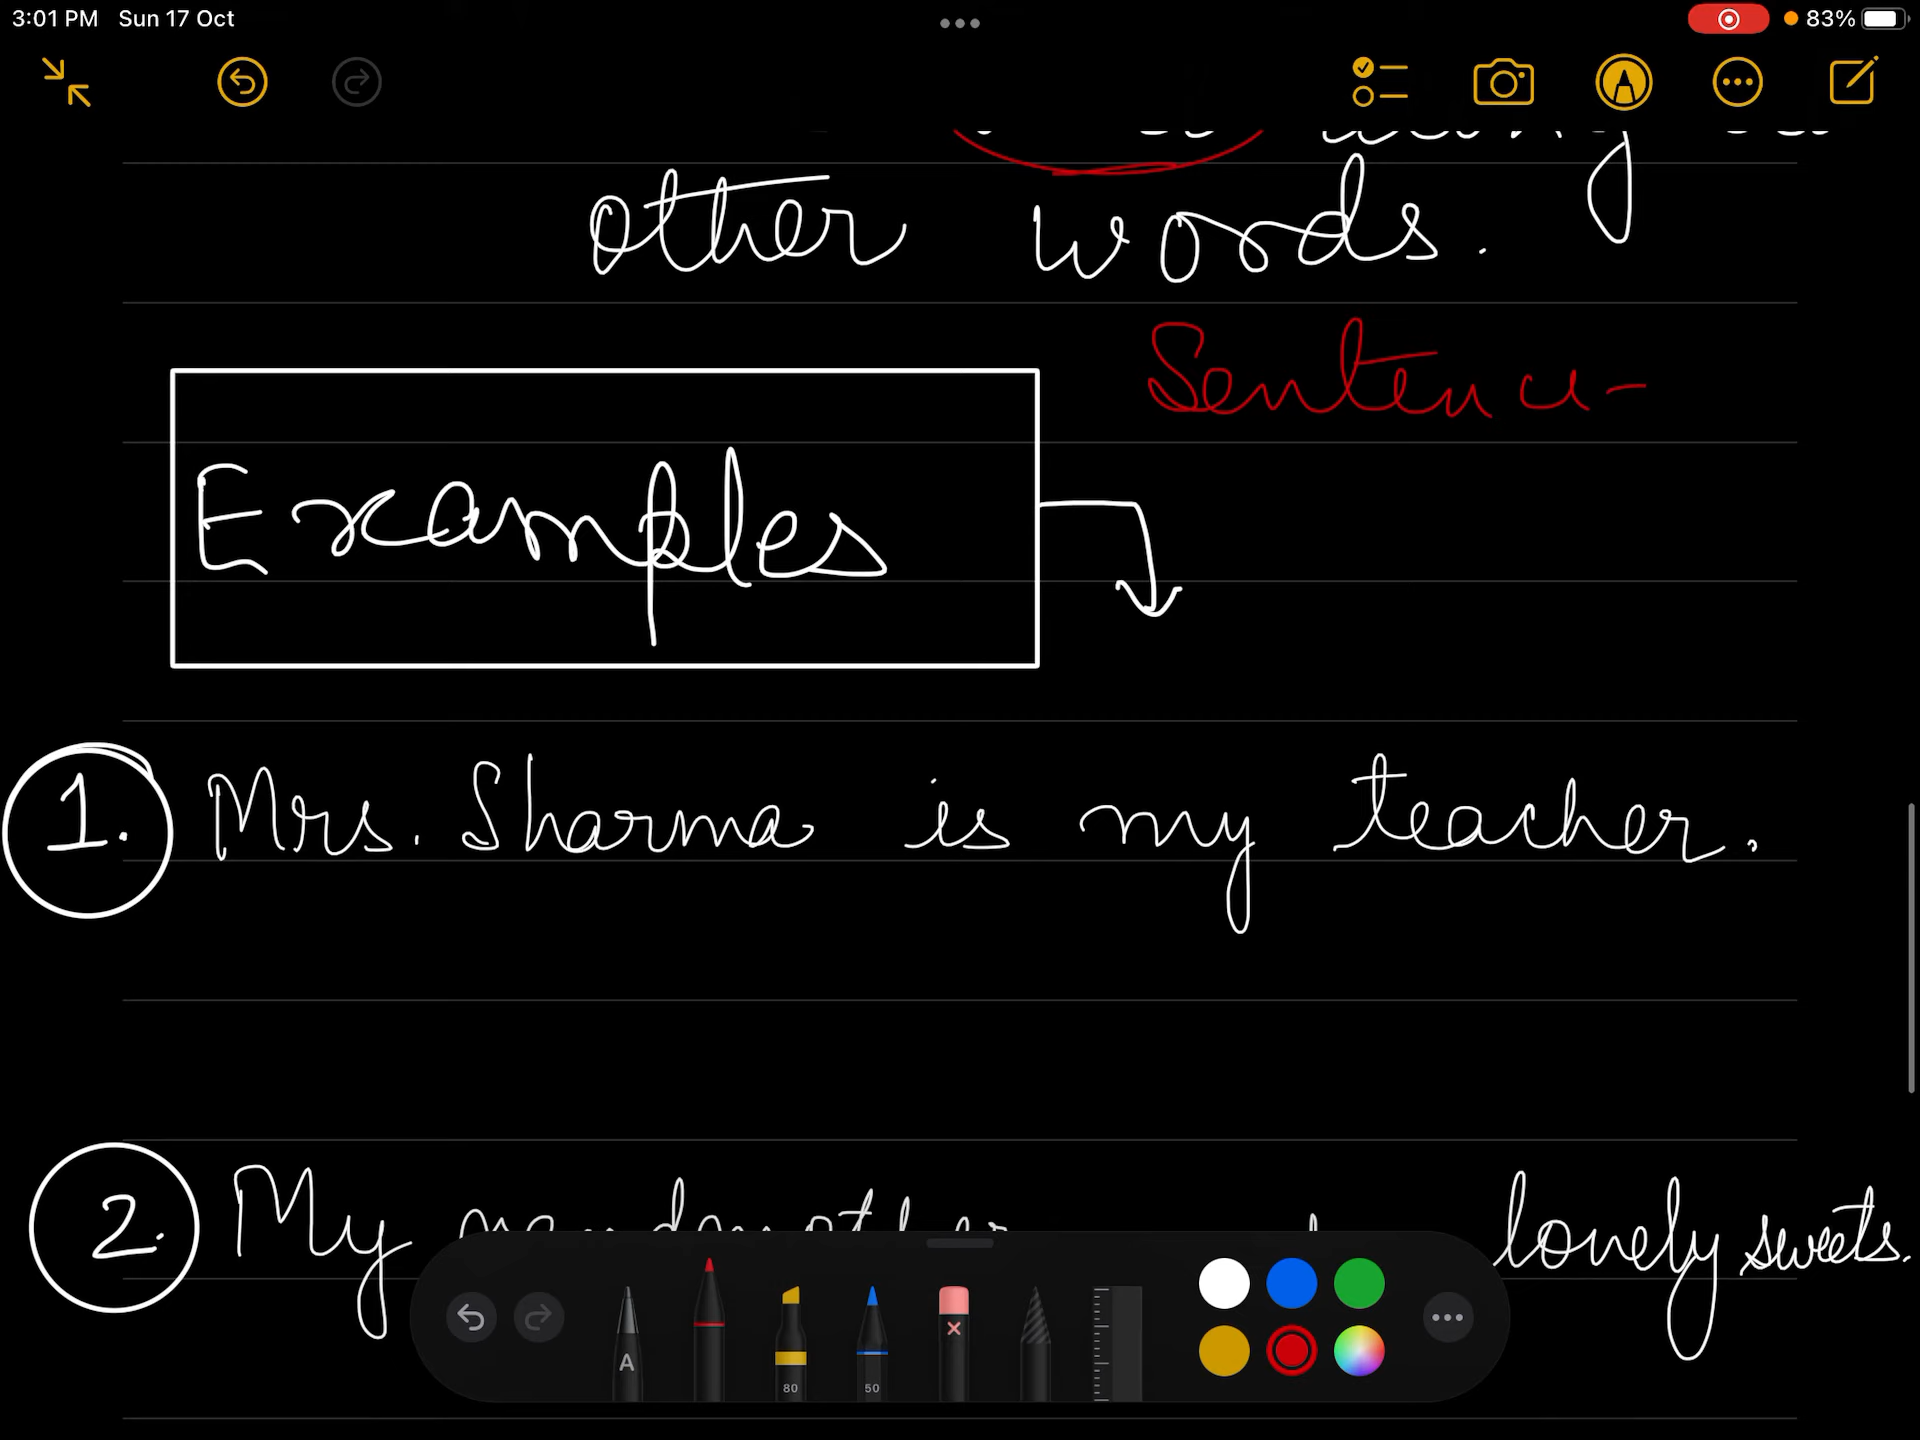 3:01 PM Sun 17 Oct
83%
other words.
Sentence
Examples
1. Mrs. Sharma is my teacher.
2. My grandmother lovely sweets.
A 80 50